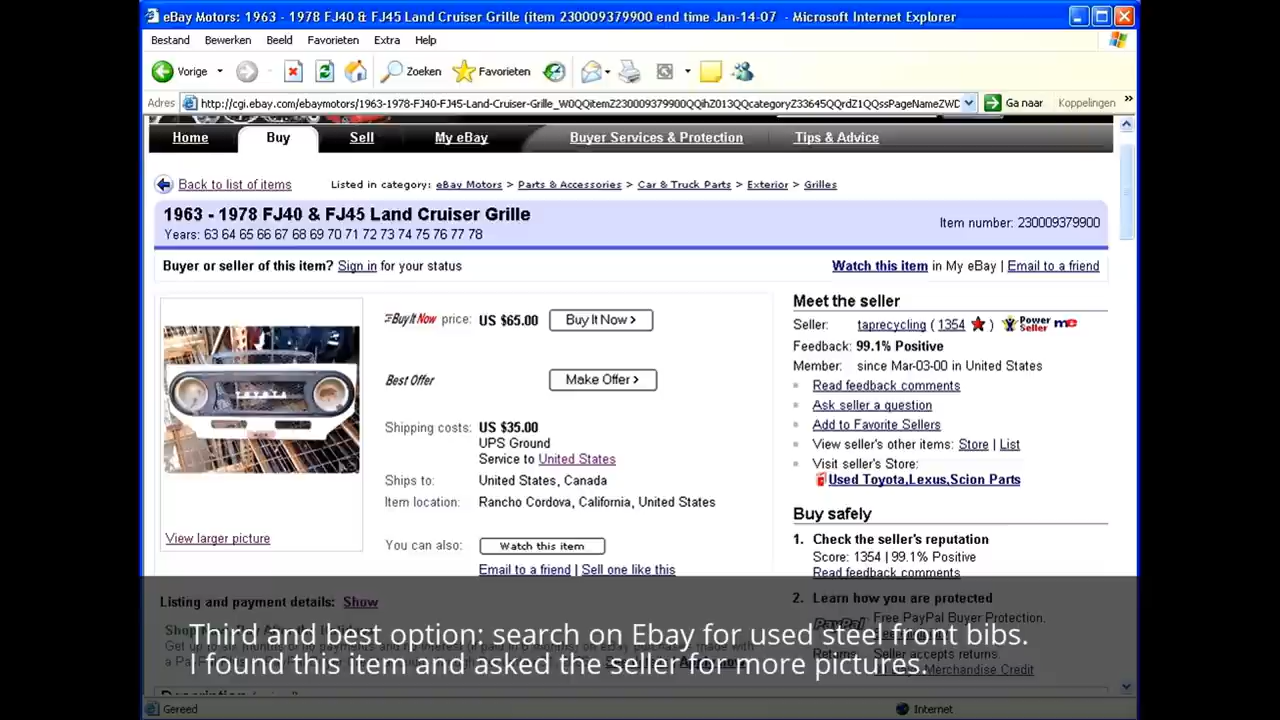 eBay Motors: 1963 - 1978 FJ40 & FJ45 Land Cruiser Grille (item 230009379900 end time Jan-14-07 - Microsoft Internet Explorer
Bestand Bewerken Beeld Favorieten Extra Help
Vorige Zoeken Favorieten
Adres http://cgi.ebay.com/ebaymotors/1963-1978-FJ40-FJ45-Land-Cruiser-Grille_W0QQitemZ230009379900QQihZ013QQcategoryZ33645QQrdZ1QQssPageNameZWD Ga naar Koppelingen »
Home Buy Sell My eBay Buyer Services & Protection Tips & Advice
Back to list of items Listed in category: eBay Motors > Parts & Accessories > Car & Truck Parts > Exterior > Grilles
1963 - 1978 FJ40 & FJ45 Land Cruiser Grille
Item number: 230009379900
Years: 63 64 65 66 67 68 69 70 71 72 73 74 75 76 77 78
Buyer or seller of this item? Sign in for your status Watch this item in My eBay | Email to a friend
TOYOTA
View larger picture
Buy It Now price: US $65.00 Buy It Now >
Best Offer Make Offer >
Shipping costs: US $35.00
UPS Ground
Service to United States
Ships to: United States, Canada
Item location: Rancho Cordova, California, United States
You can also: Watch this item
Email to a friend | Sell one like this
Meet the seller
Seller: taprecycling ( 1354 ) Power Seller me
Feedback: 99.1% Positive
Member: since Mar-03-00 in United States
Read feedback comments
Ask seller a question
Add to Favorite Sellers
View seller's other items: Store | List
Visit seller's Store:
Used Toyota,Lexus,Scion Parts
Buy safely
1. Check the seller's reputation
Score: 1354 | 99.1% Positive
Read feedback comments
2. Learn how you are protected
PayPal Free PayPal Buyer Protection.
Returns: Seller accepts returns.
Merchandise Credit
Listing and payment details: Show
Third and best option: search on Ebay for used steel front bibs.
I found this item and asked the seller for more pictures.
Gereed Internet